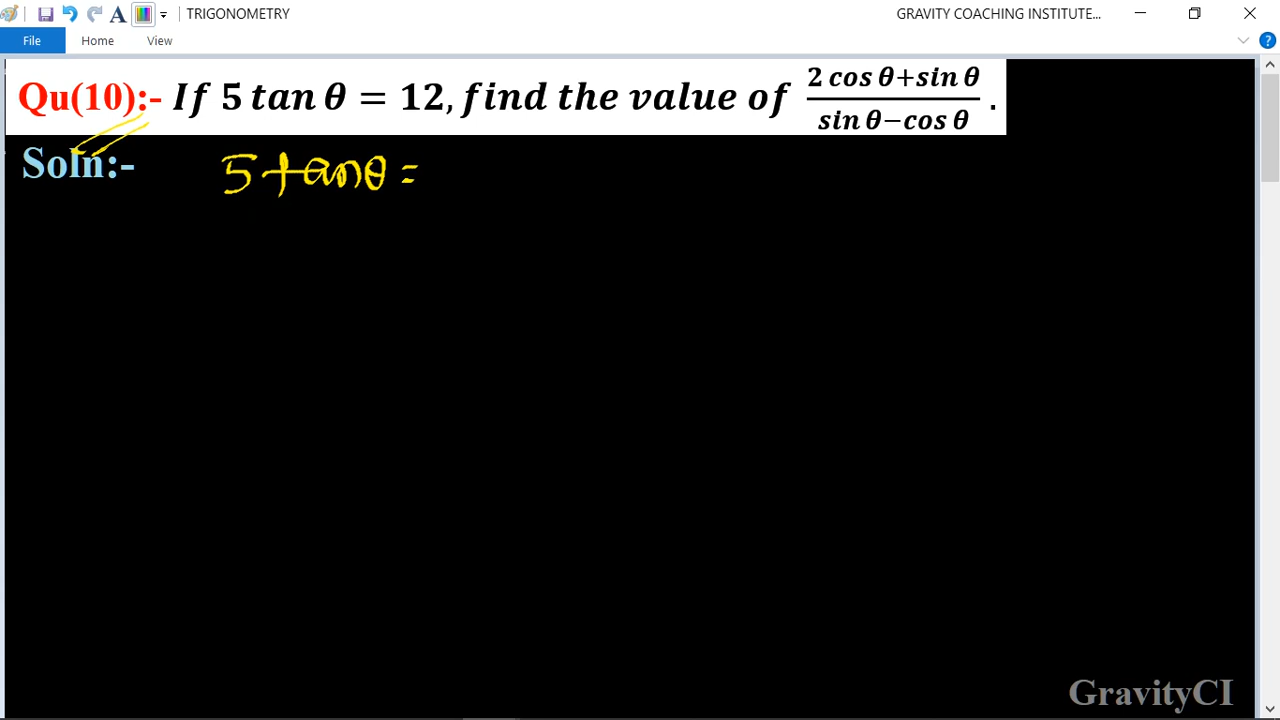 TRIGONOMETRY GRAVITY COACHING INSTITUTE...
File Home View
Qu(10):- If 5 tan θ = 12, find the value of (2 cos θ+sin θ)/(sin θ−cos θ) .
Soln:- 5 tanθ =
GravityCI